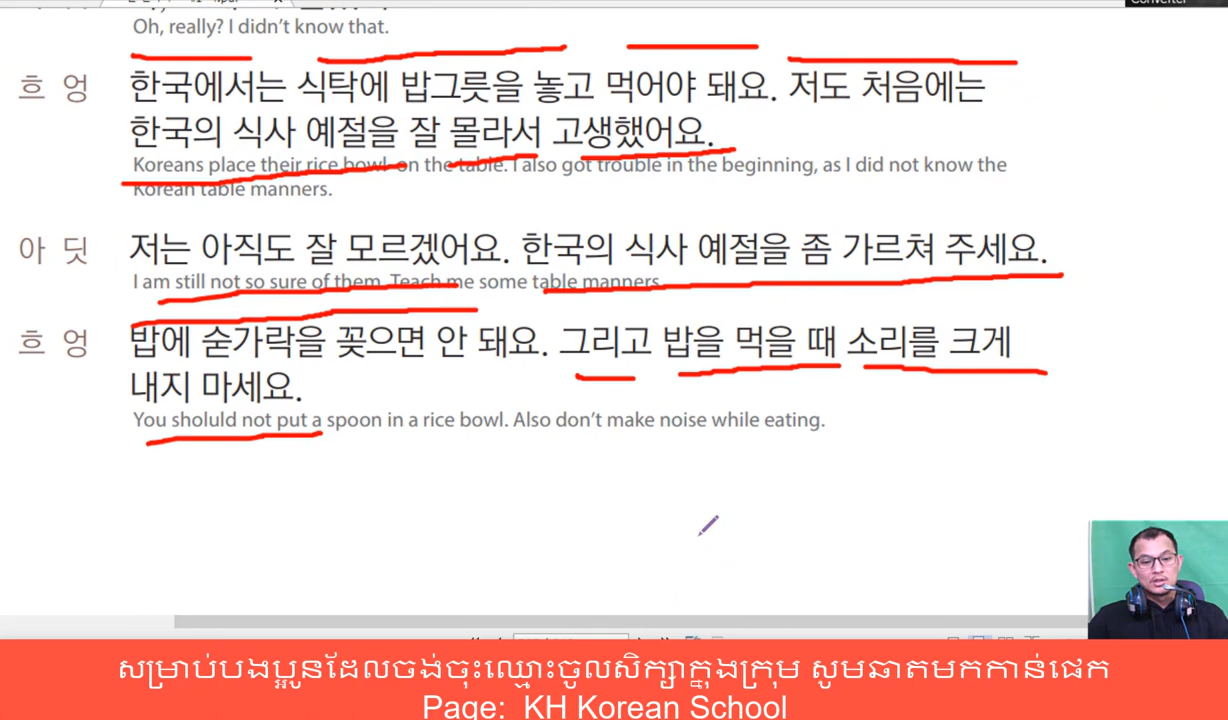 Oh, really? I didn't know that.
흐 엉 한국에서는 식탁에 밥그릇을 놓고 먹어야 돼요. 저도 처음에는
한국의 식사 예절을 잘 몰라서 고생했어요.
Koreans place their rice bowl on the table. I also got trouble in the beginning, as I did not know the
Korean table manners.
아 딧 저는 아직도 잘 모르겠어요. 한국의 식사 예절을 좀 가르쳐 주세요.
I am still not so sure of them. Teach me some table manners.
흐 엉 밥에 숟가락을 꽂으면 안 돼요. 그리고 밥을 먹을 때 소리를 크게
내지 마세요.
You sholuld not put a spoon in a rice bowl. Also don't make noise while eating.
សម្រាប់បងប្អូនដែលចង់ចុះឈ្មោះចូលសិក្សាក្នុងក្រុម សូមឆាតមកកាន់ផេក
Page: KH Korean School